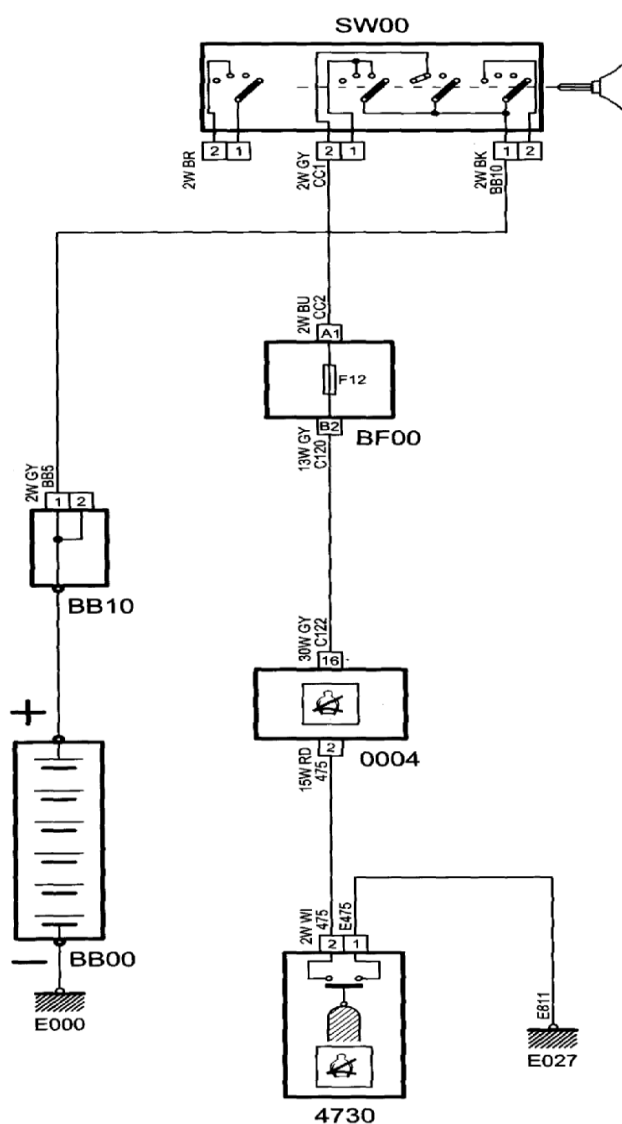 SW00
2 1
2W BR
2 1
2W GY
CC1
1 2
2W BK
BB10
2W BU
CC2
A1
F12
B2
BF00
13W GY
C120
2W GY
BB5
1 2
BB10
30W GY
C122
16
0004
2
15W RD
475
+
BB00
−
E000
2W WI
475
E475
2 1
4730
E811
E027